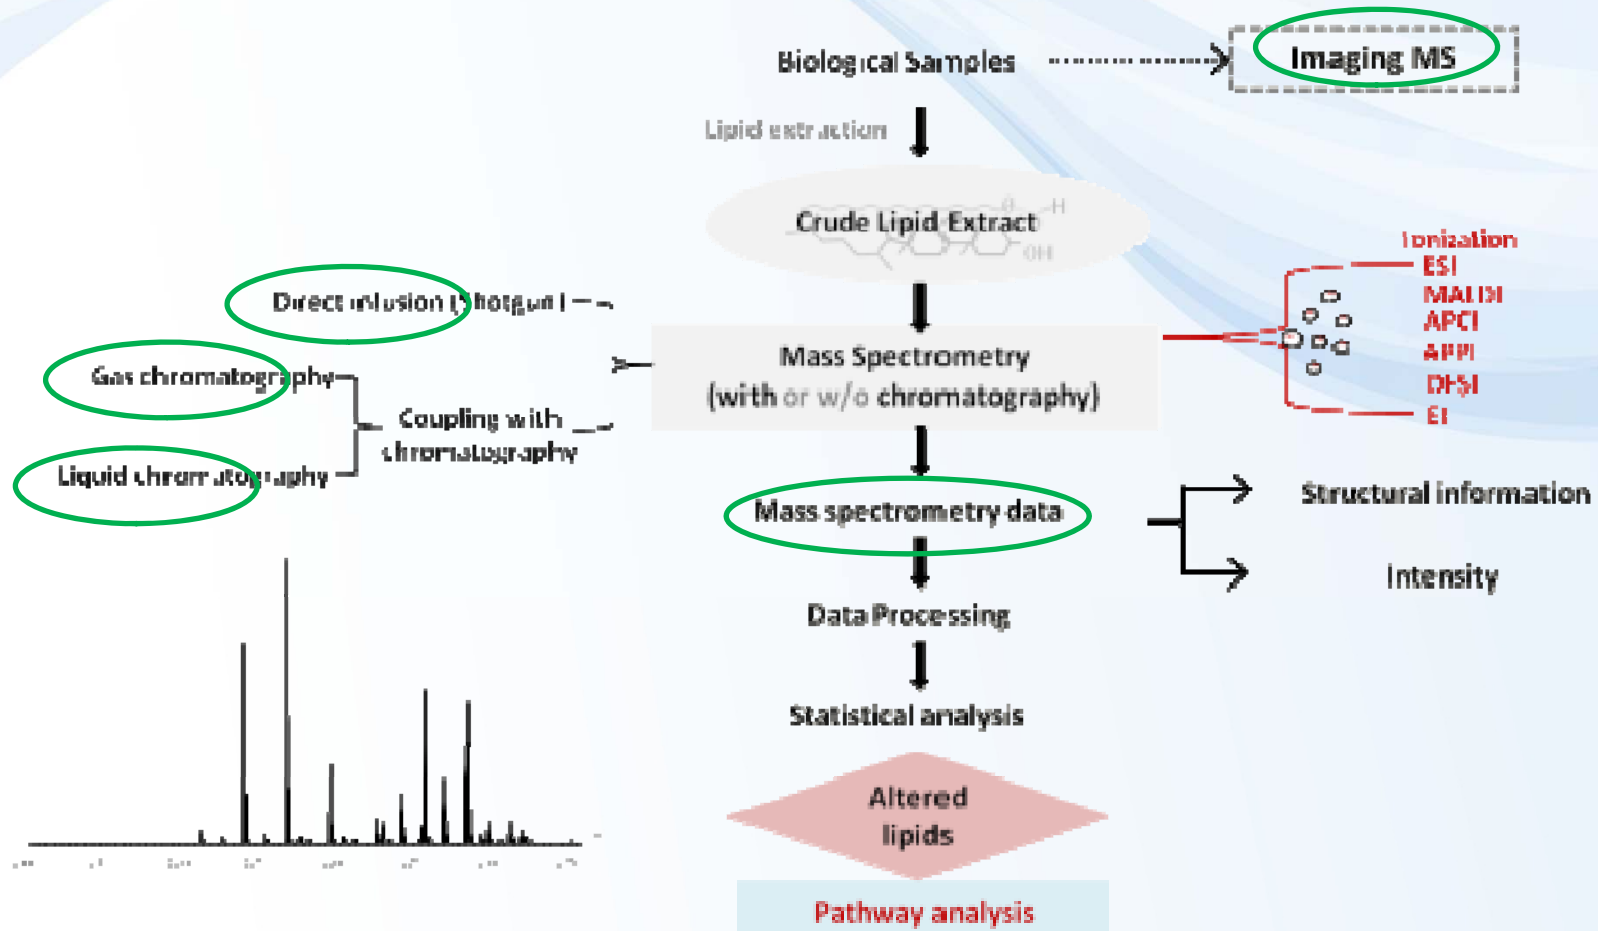 Biological Samples
Imaging MS
Lipid extraction
Crude Lipid Extract
OH
H
Ionization
ESI
MALDI
APCI
APPI
DESI
EI
Direct infusion (Shotgun)
Gas chromatography
Liquid chromatography
Coupling with
chromatography
Mass Spectrometry
(with or w/o chromatography)
Mass spectrometry data
Structural information
Intensity
Data Processing
Statistical analysis
Altered
lipids
Pathway analysis